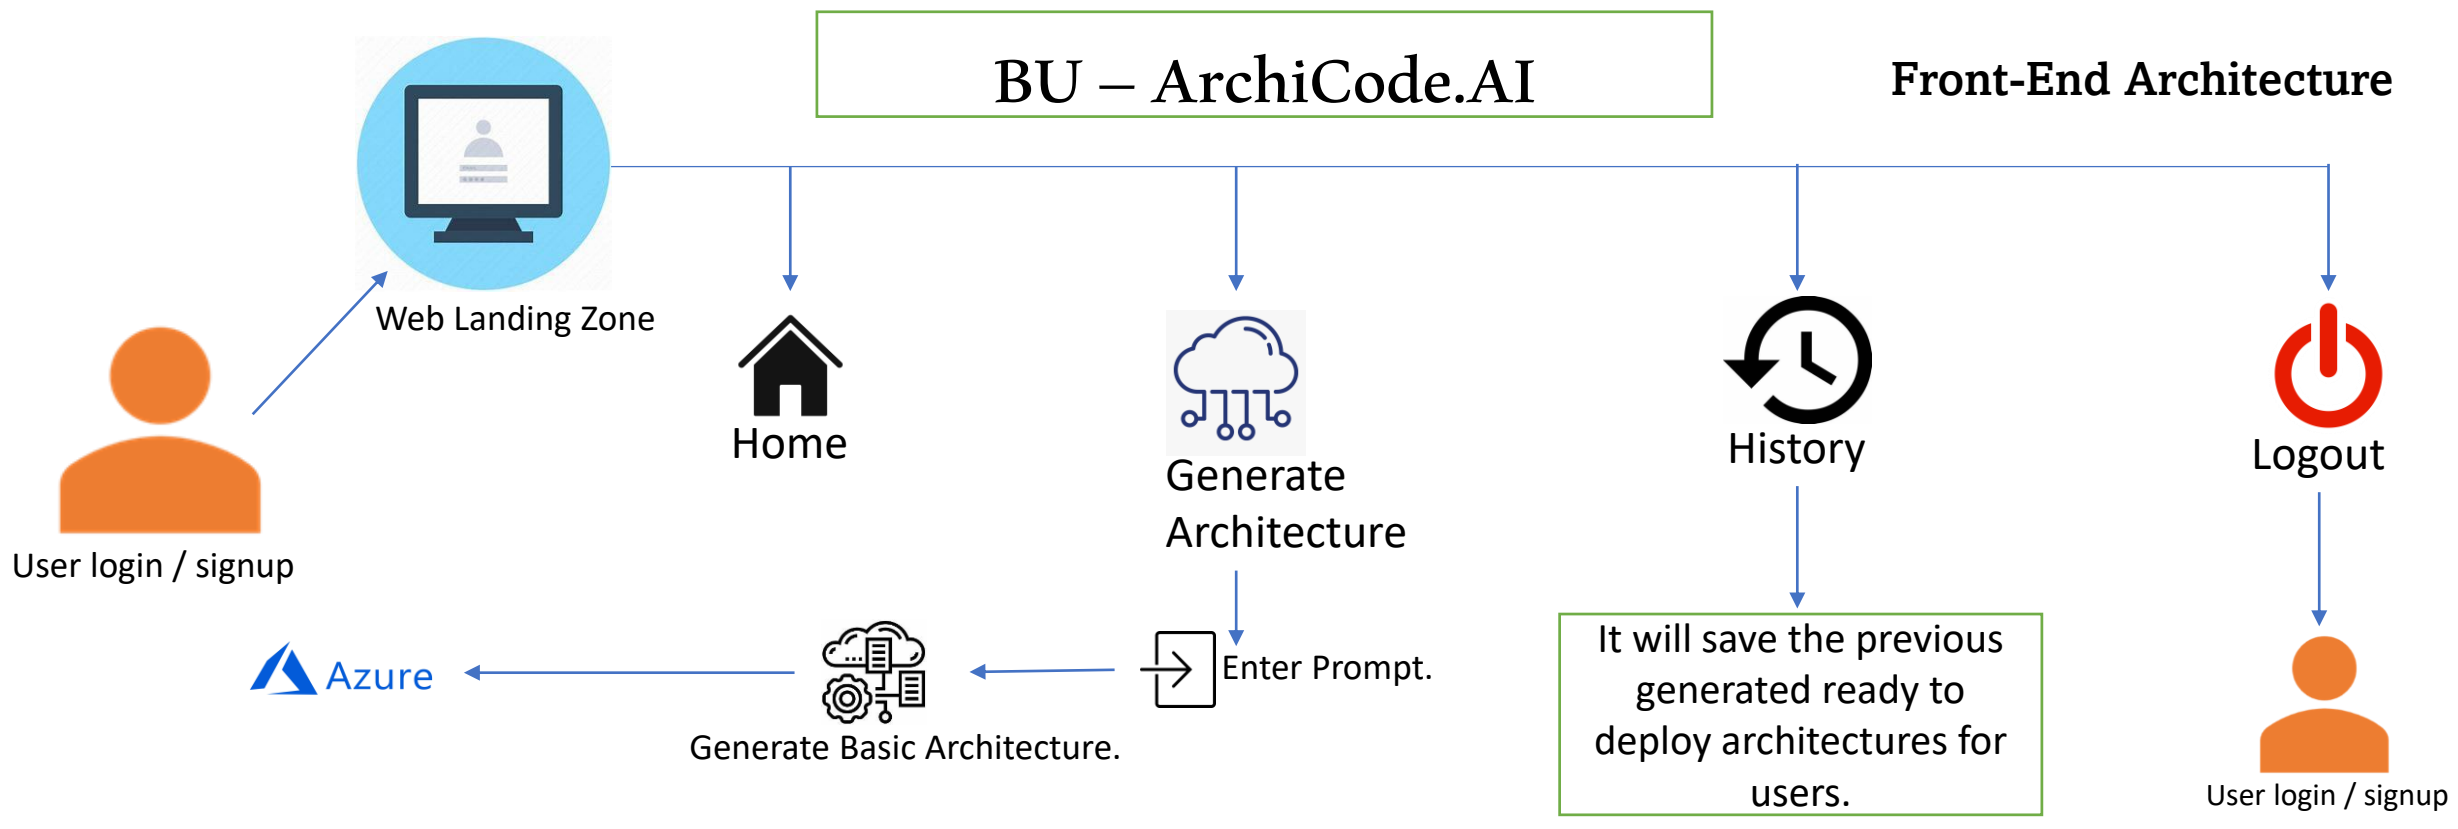 BU – ArchiCode.AI
Front-End Architecture
Web Landing Zone
User login / signup
Home
Generate
Architecture
History
Logout
Azure
Generate Basic Architecture.
Enter Prompt.
It will save the previous
generated ready to
deploy architectures for
users.
User login / signup